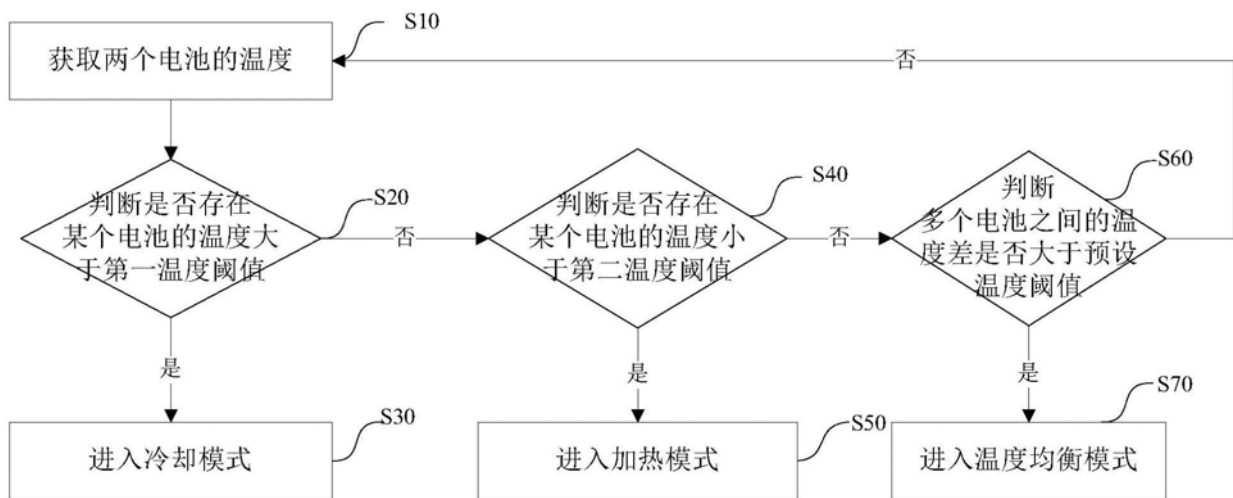 S10
获取两个电池的温度
否
S20
判断是否存在
某个电池的温度大
于第一温度阈值
否
S40
判断是否存在
某个电池的温度小
于第二温度阈值
否
S60
判断
多个电池之间的温
度差是否大于预设
温度阈值
是
是
是
S30
进入冷却模式
S50
进入加热模式
S70
进入温度均衡模式